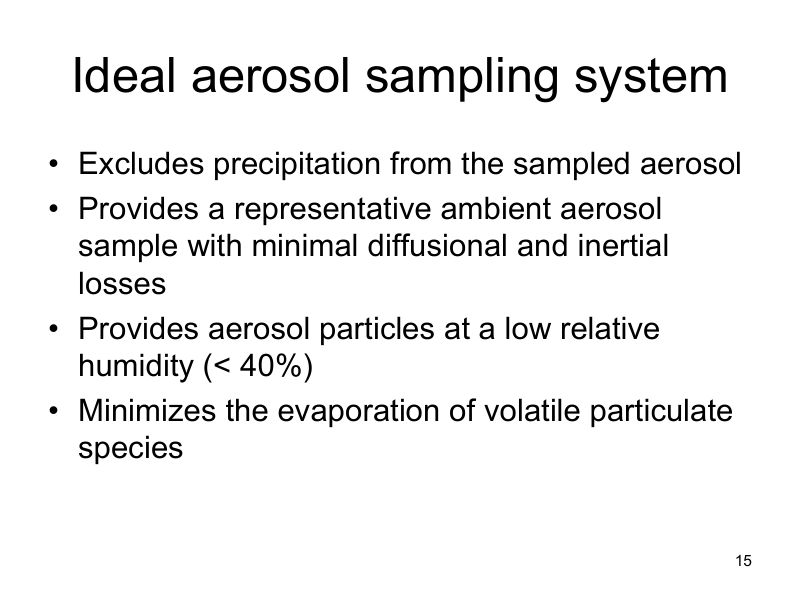 Ideal aerosol sampling system
• Excludes precipitation from the sampled aerosol
• Provides a representative ambient aerosol
sample with minimal diffusional and inertial
losses
• Provides aerosol particles at a low relative
humidity (< 40%)
• Minimizes the evaporation of volatile particulate
species
15